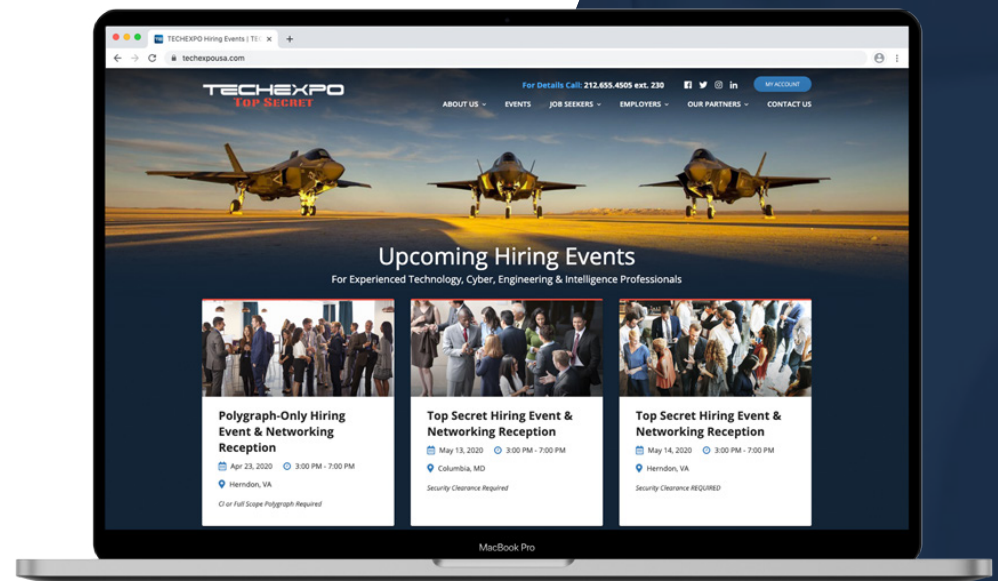 TECHEXPO Hiring Events | TEC
techexpousa.com
TECHEXPO
TOP SECRET
For Details Call: 212.655.4505 ext. 230
MY ACCOUNT
ABOUT US
EVENTS
JOB SEEKERS
EMPLOYERS
OUR PARTNERS
CONTACT US
Upcoming Hiring Events
For Experienced Technology, Cyber, Engineering & Intelligence Professionals
Polygraph-Only Hiring
Event & Networking
Reception
Apr 23, 2020 3:00 PM - 7:00 PM
Herndon, VA
CI or Full Scope Polygraph Required
Top Secret Hiring Event &
Networking Reception
May 13, 2020 3:00 PM - 7:00 PM
Columbia, MD
Security Clearance Required
Top Secret Hiring Event &
Networking Reception
May 14, 2020 3:00 PM - 7:00 PM
Herndon, VA
Security Clearance REQUIRED
MacBook Pro